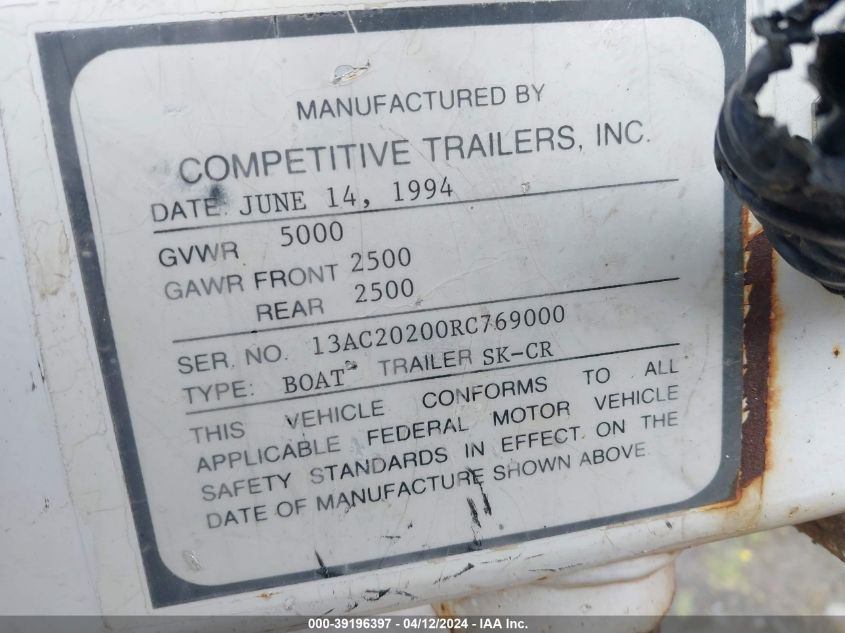 MANUFACTURED BY
COMPETITIVE TRAILERS, INC.
DATE: JUNE 14, 1994
GVWR 5000
GAWR FRONT 2500
REAR 2500
SER. NO. 13AC20200RC769000
TYPE: BOAT TRAILER SK-CR
THIS VEHICLE CONFORMS TO ALL
APPLICABLE FEDERAL MOTOR VEHICLE
SAFETY STANDARDS IN EFFECT ON THE
DATE OF MANUFACTURE SHOWN ABOVE.
000-39196397 / 04/12/2024 - IAA Inc.